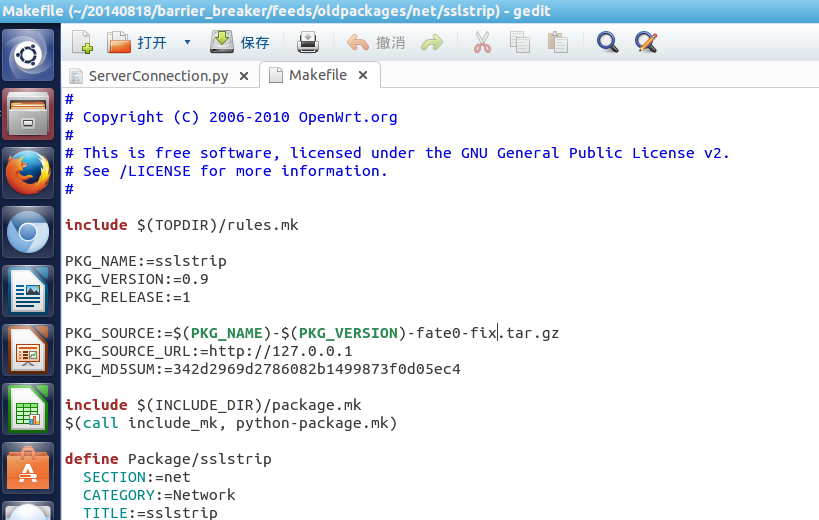 Makefile (~/20140818/barrier_breaker/feeds/oldpackages/net/sslstrip) - gedit
打开 保存 撤消
ServerConnection.py × Makefile ×
#
# Copyright (C) 2006-2010 OpenWrt.org
#
# This is free software, licensed under the GNU General Public License v2.
# See /LICENSE for more information.
#
include $(TOPDIR)/rules.mk
PKG_NAME:=sslstrip
PKG_VERSION:=0.9
PKG_RELEASE:=1
PKG_SOURCE:=$(PKG_NAME)-$(PKG_VERSION)-fate0-fix.tar.gz
PKG_SOURCE_URL:=http://127.0.0.1
PKG_MD5SUM:=342d2969d2786082b1499873f0d05ec4
include $(INCLUDE_DIR)/package.mk
$(call include_mk, python-package.mk)
define Package/sslstrip
  SECTION:=net
  CATEGORY:=Network
  TITLE:=sslstrip